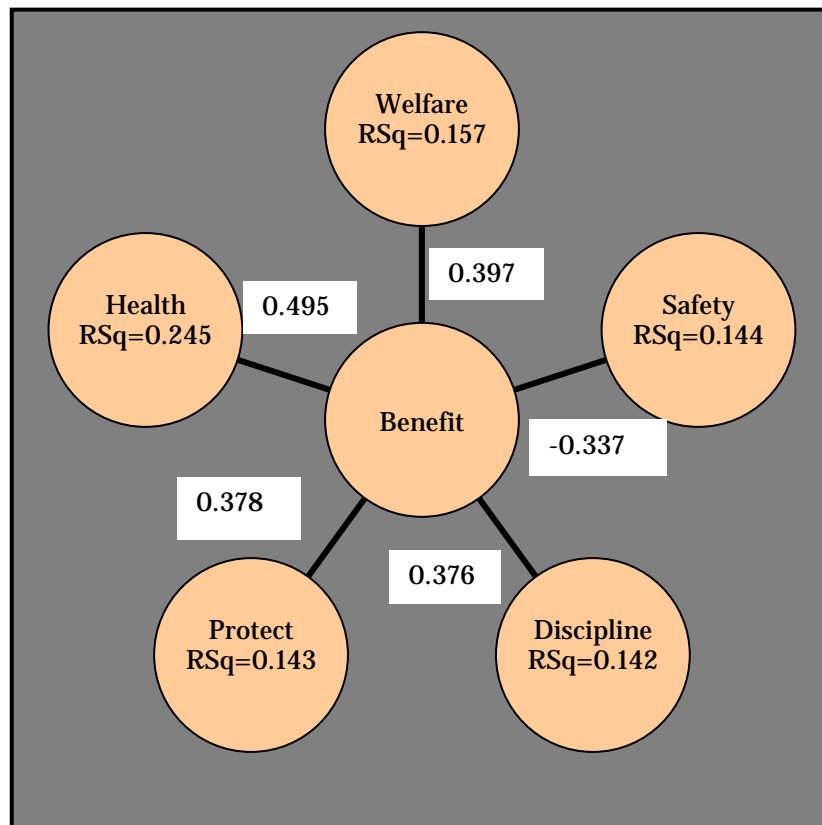 Welfare
RSq=0.157
0.397
Health
RSq=0.245
0.495
Safety
RSq=0.144
Benefit
-0.337
0.378
0.376
Protect
RSq=0.143
Discipline
RSq=0.142